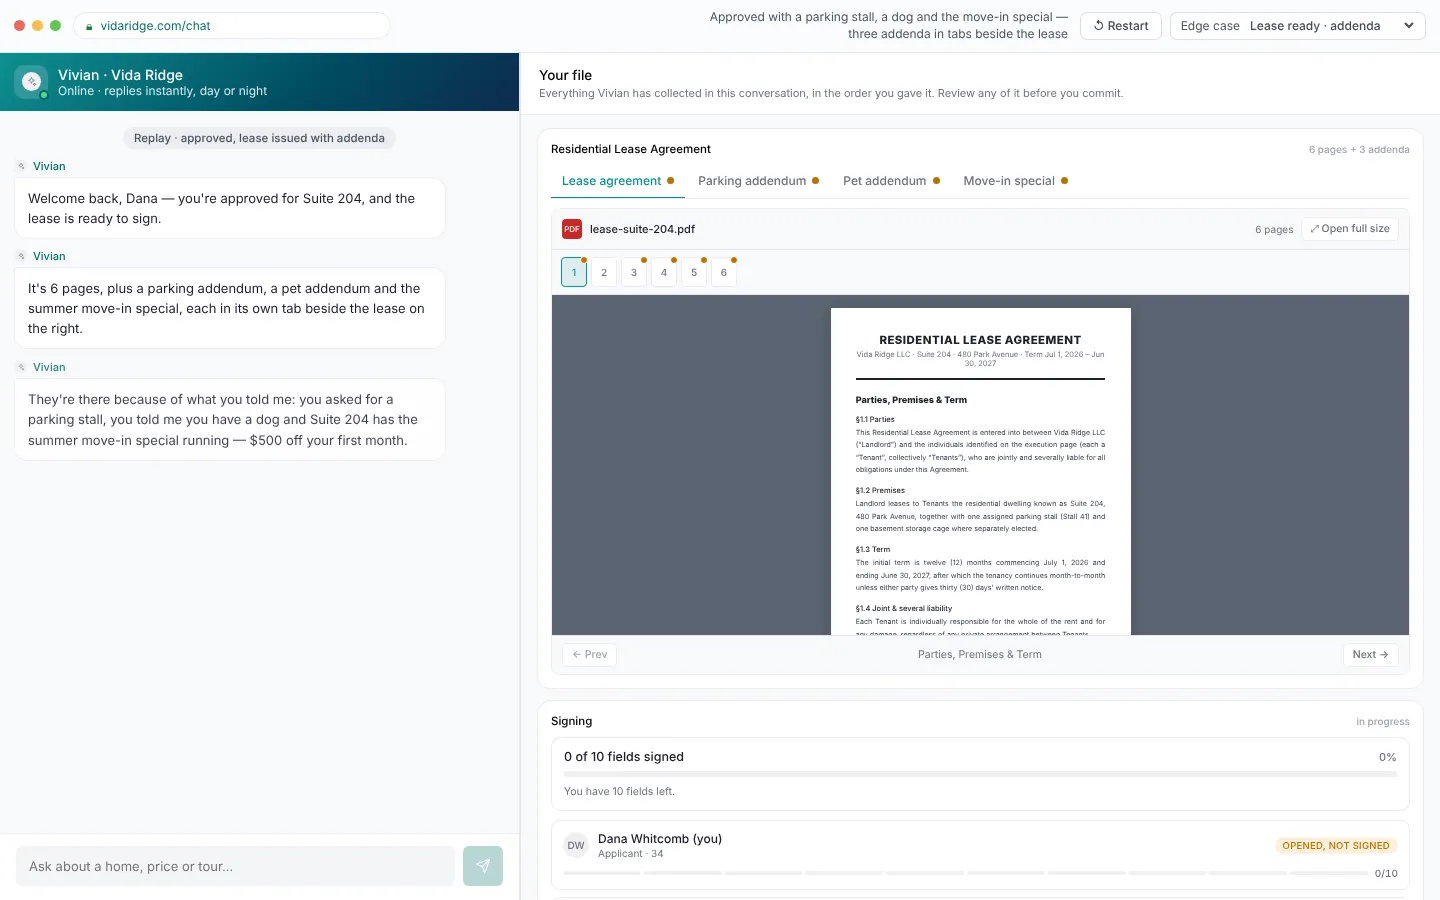 vidaridge.com/chat
Approved with a parking stall, a dog and the move-in special —
three addenda in tabs beside the lease
Restart
Edge case Lease ready · addenda
Vivian · Vida Ridge
Online · replies instantly, day or night
Replay · approved, lease issued with addenda
Vivian
Welcome back, Dana — you're approved for Suite 204, and the
lease is ready to sign.
Vivian
It's 6 pages, plus a parking addendum, a pet addendum and the
summer move-in special, each in its own tab beside the lease on
the right.
Vivian
They're there because of what you told me: you asked for a
parking stall, you told me you have a dog and Suite 204 has the
summer move-in special running — $500 off your first month.
Ask about a home, price or tour...
Your file
Everything Vivian has collected in this conversation, in the order you gave it. Review any of it before you commit.
Residential Lease Agreement
6 pages + 3 addenda
Lease agreement
Parking addendum
Pet addendum
Move-in special
PDF lease-suite-204.pdf
6 pages
Open full size
1 2 3 4 5 6
RESIDENTIAL LEASE AGREEMENT
Vida Ridge LLC · Suite 204 · 480 Park Avenue · Term Jul 1, 2026 – Jun
30, 2027
Parties, Premises & Term
§1.1 Parties
This Residential Lease Agreement is entered into between Vida Ridge LLC
("Landlord") and the individuals identified on the execution page (each a
"Tenant", collectively "Tenants"), who are jointly and severally liable for all
obligations under this Agreement.
§1.2 Premises
Landlord leases to Tenants the residential dwelling known as Suite 204,
480 Park Avenue, together with one assigned parking stall (Stall 41) and
one basement storage cage where separately elected.
§1.3 Term
The initial term is twelve (12) months commencing July 1, 2026 and
ending June 30, 2027, after which the tenancy continues month-to-month
unless either party gives thirty (30) days' written notice.
§1.4 Joint & several liability
Each Tenant is individually responsible for the whole of the rent and for
any damage, regardless of any private arrangement between Tenants.
← Prev
Parties, Premises & Term
Next →
Signing
in progress
0 of 10 fields signed
0%
You have 10 fields left.
DW
Dana Whitcomb (you)
Applicant · 34
OPENED, NOT SIGNED
0/10